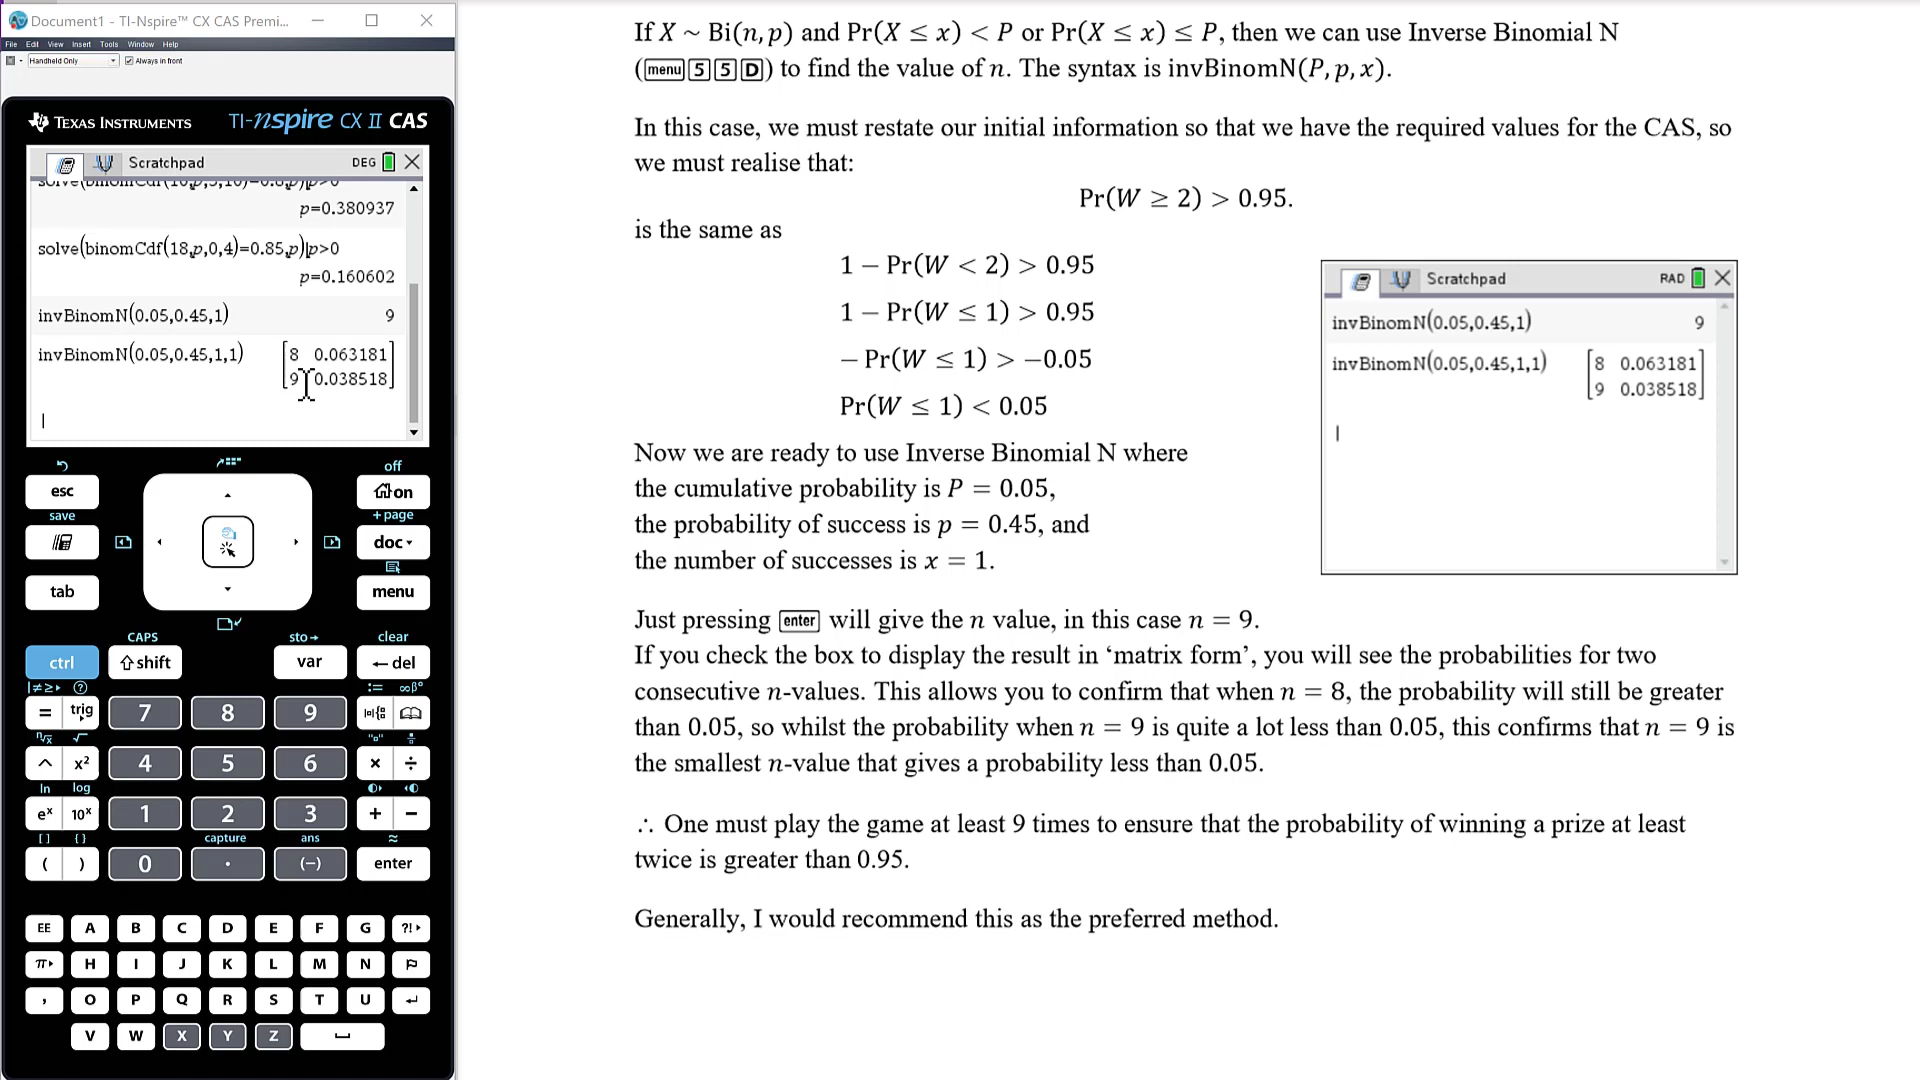 Document1 - TI-Nspire™ CX CAS Premi...
File Edit View Insert Tools Window Help
Handheld Only Always in front
TEXAS INSTRUMENTS TI-nspire CX II CAS
Scratchpad DEG
solve(binomCdf(10,p,3,10)=0.8,p)|p>0
p=0.380937
solve(binomCdf(18,p,0,4)=0.85,p)|p>0
p=0.160602
invBinomN(0.05,0.45,1) 9
invBinomN(0.05,0.45,1,1) [8 0.063181
9 0.038518]
off
esc on
save + page
doc
tab menu
CAPS sto→ clear
ctrl ⇧shift var ←del
|≠≥▸ ? := ∞β°
= trig 7 8 9
ⁿ√x √ "□"
^ x² 4 5 6 × ÷
ln log
eˣ 10ˣ 1 2 3 + −
[ ] { } capture ans ≈
( ) 0 . (−) enter
EE A B C D E F G ?!▸
π▸ H I J K L M N
, O P Q R S T U ↵
V W X Y Z
If X ~ Bi(n, p) and Pr(X ≤ x) < P or Pr(X ≤ x) ≤ P, then we can use Inverse Binomial N
(menu 5 5 D) to find the value of n. The syntax is invBinomN(P, p, x).
In this case, we must restate our initial information so that we have the required values for the CAS, so
we must realise that:
Pr(W ≥ 2) > 0.95.
is the same as
1 − Pr(W < 2) > 0.95
1 − Pr(W ≤ 1) > 0.95
− Pr(W ≤ 1) > −0.05
Pr(W ≤ 1) < 0.05
Now we are ready to use Inverse Binomial N where
the cumulative probability is P = 0.05,
the probability of success is p = 0.45, and
the number of successes is x = 1.
Scratchpad RAD
invBinomN(0.05,0.45,1) 9
invBinomN(0.05,0.45,1,1) [8 0.063181
9 0.038518]
Just pressing enter will give the n value, in this case n = 9.
If you check the box to display the result in ‘matrix form’, you will see the probabilities for two
consecutive n-values. This allows you to confirm that when n = 8, the probability will still be greater
than 0.05, so whilst the probability when n = 9 is quite a lot less than 0.05, this confirms that n = 9 is
the smallest n-value that gives a probability less than 0.05.
∴ One must play the game at least 9 times to ensure that the probability of winning a prize at least
twice is greater than 0.95.
Generally, I would recommend this as the preferred method.